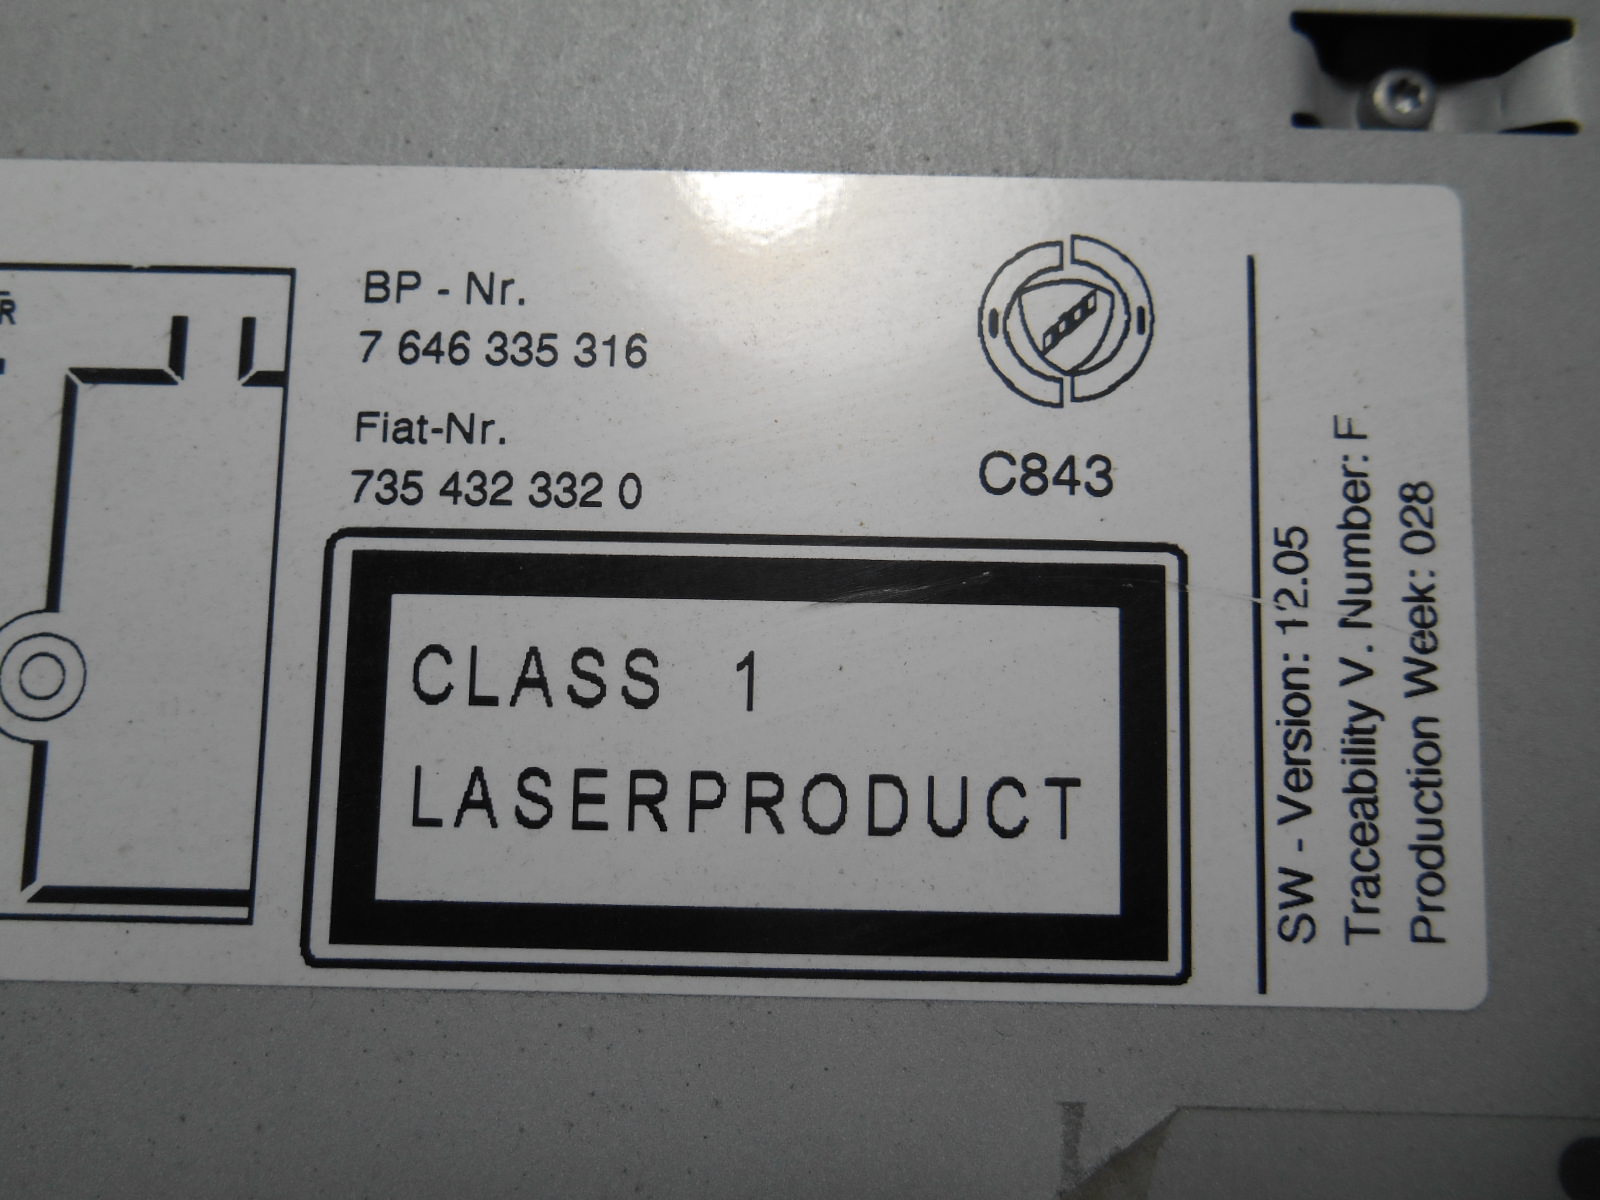 R
BP - Nr.
7 646 335 316
Fiat-Nr.
735 432 332 0
C843
CLASS 1
LASERPRODUCT
SW - Version: 12.05
Traceability V. Number: F
Production Week: 028